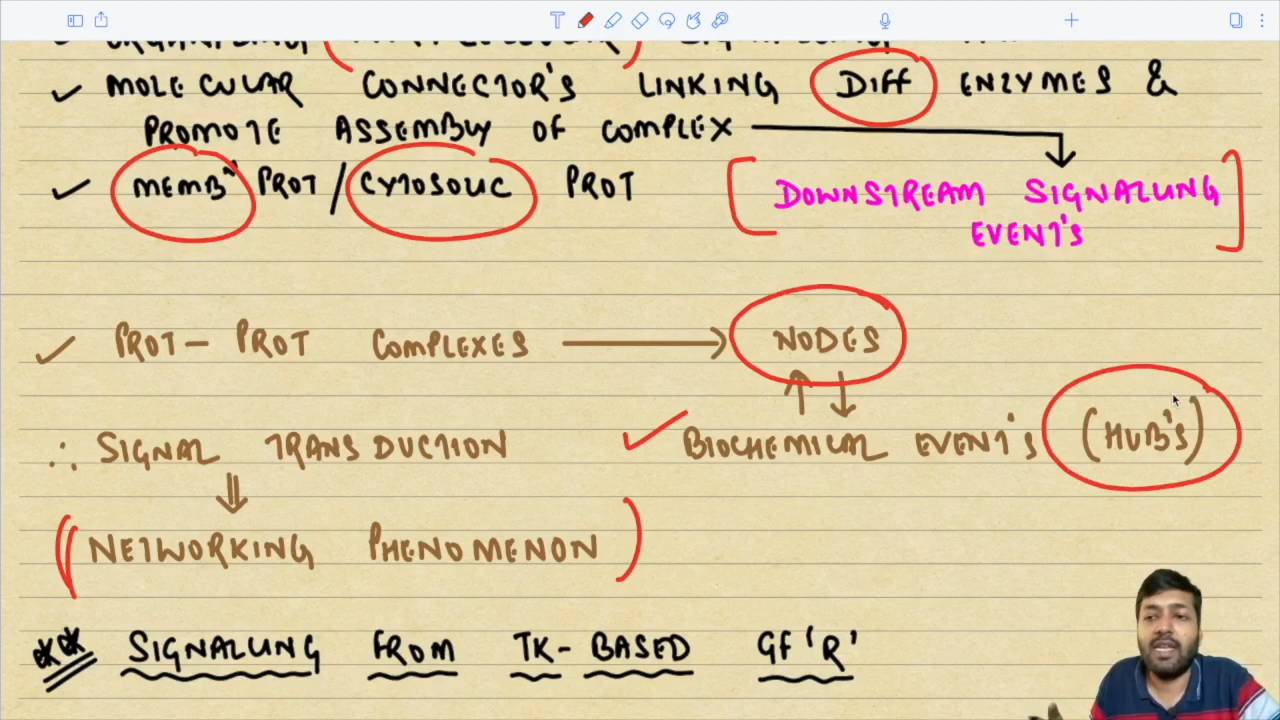 ✓ MOLECULAR CONNECTOR'S LINKING DIFF ENZYMES &
PROMOTE ASSEMBLY OF COMPLEX
✓ MEMBⁿ PROT / CYTOSOLIC PROT
[DOWNSTREAM SIGNALLING
EVENT'S]
✓ PROT - PROT COMPLEXES → NODES
∴ SIGNAL TRANSDUCTION
✓ BIOCHEMICAL EVENT'S (HUB'S)
(NETWORKING PHENOMENON)
** SIGNALLING FROM TK-BASED GF 'R'